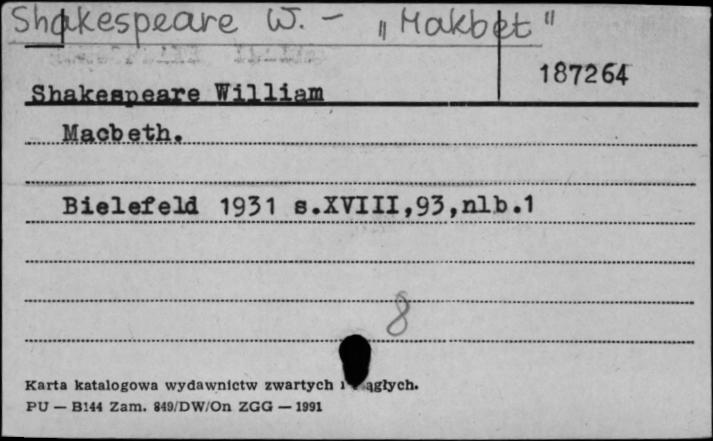 Shakespeare W. - „Makbet"
187264
Shakespeare William
Macbeth.
Bielefeld 1931 s.XVIII,93,nlb.1
8
Karta katalogowa wydawnictw zwartych i
PU — B144 Zam. 849/DW/On ZGG — 1991